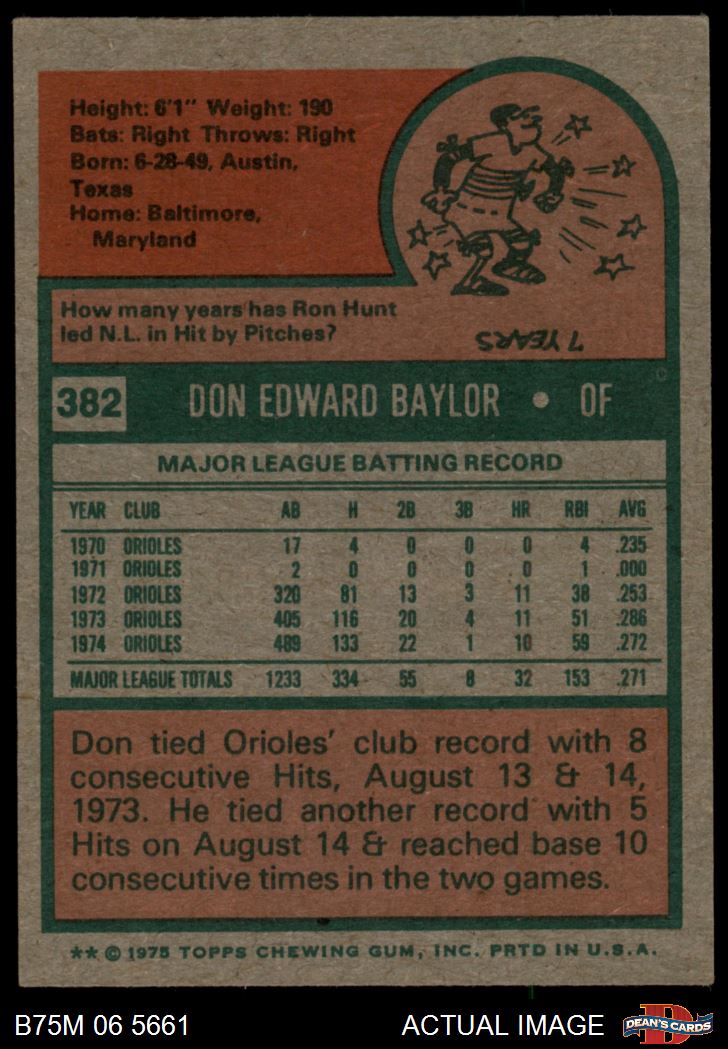 Height: 6'1" Weight: 190
Bats: Right Throws: Right
Born: 6-28-49, Austin,
Texas
Home: Baltimore,
Maryland
How many years has Ron Hunt
led N.L. in Hit by Pitches?
7 YEARS
382 DON EDWARD BAYLOR • OF
MAJOR LEAGUE BATTING RECORD
YEAR CLUB AB H 2B 3B HR RBI AVG
1970 ORIOLES 17 4 0 0 0 4 .235
1971 ORIOLES 2 0 0 0 0 1 .000
1972 ORIOLES 320 81 13 3 11 38 .253
1973 ORIOLES 405 116 20 4 11 51 .286
1974 ORIOLES 489 133 22 1 10 59 .272
MAJOR LEAGUE TOTALS 1233 334 55 8 32 153 .271
Don tied Orioles' club record with 8
consecutive Hits, August 13 & 14,
1973. He tied another record with 5
Hits on August 14 & reached base 10
consecutive times in the two games.
** © 1975 TOPPS CHEWING GUM, INC. PRTD IN U.S.A.
B75M 06 5661 ACTUAL IMAGE D DEAN'S CARDS